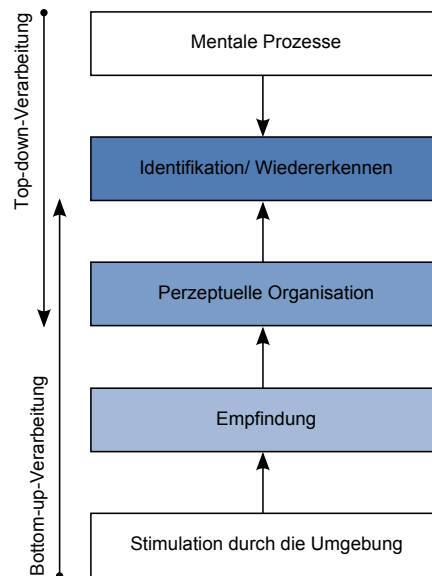 Mentale Prozesse
Identifikation/ Wiedererkennen
Perzeptuelle Organisation
Empfindung
Stimulation durch die Umgebung
Top-down-Verarbeitung
Bottom-up-Verarbeitung